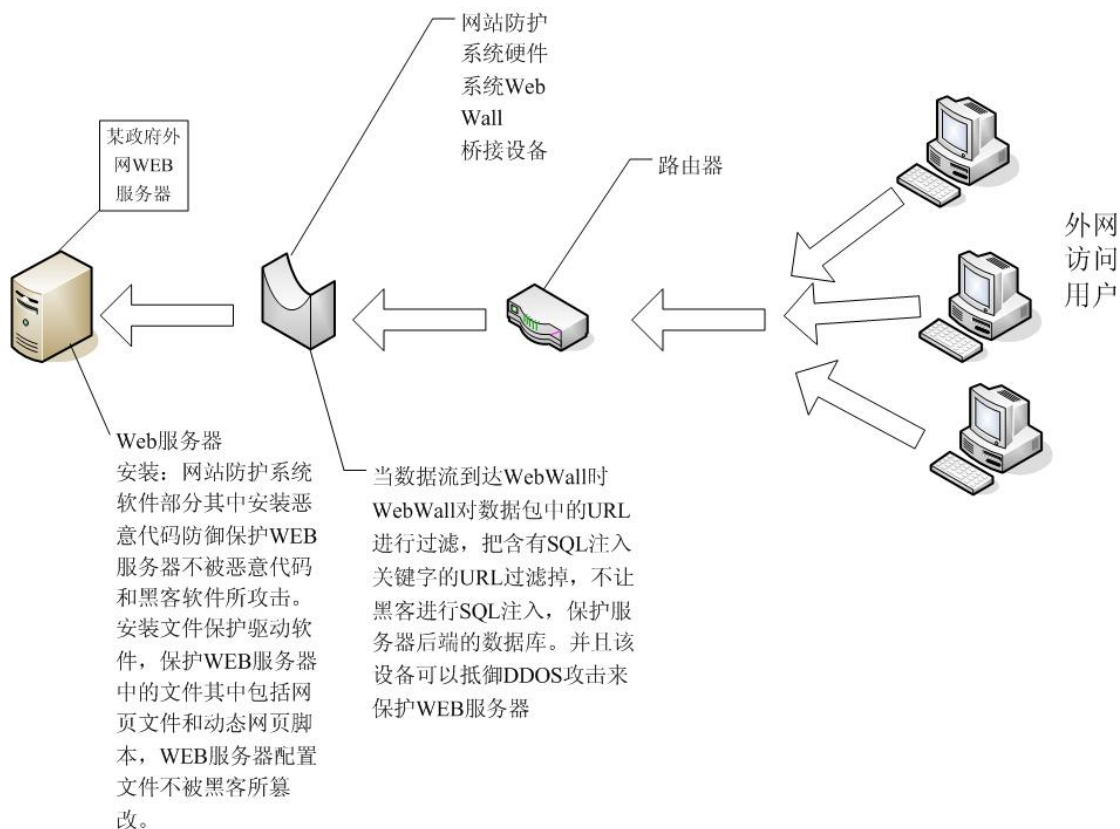 网站防护
系统硬件
系统Web
Wall
桥接设备
某政府外
网WEB
服务器
路由器
外网
访问
用户
Web服务器
安装：网站防护系统
软件部分其中安装恶
意代码防御保护WEB
服务器不被恶意代码
和黑客软件所攻击。
安装文件保护驱动软
件，保护WEB服务器
中的文件其中包括网
页文件和动态网页脚
本，WEB服务器配置
文件不被黑客所篡
改。
当数据流到达WebWall时
WebWall对数据包中的URL
进行过滤，把含有SQL注入
关键字的URL过滤掉，不让
黑客进行SQL注入，保护服
务器后端的数据库。并且该
设备可以抵御DDOS攻击来
保护WEB服务器